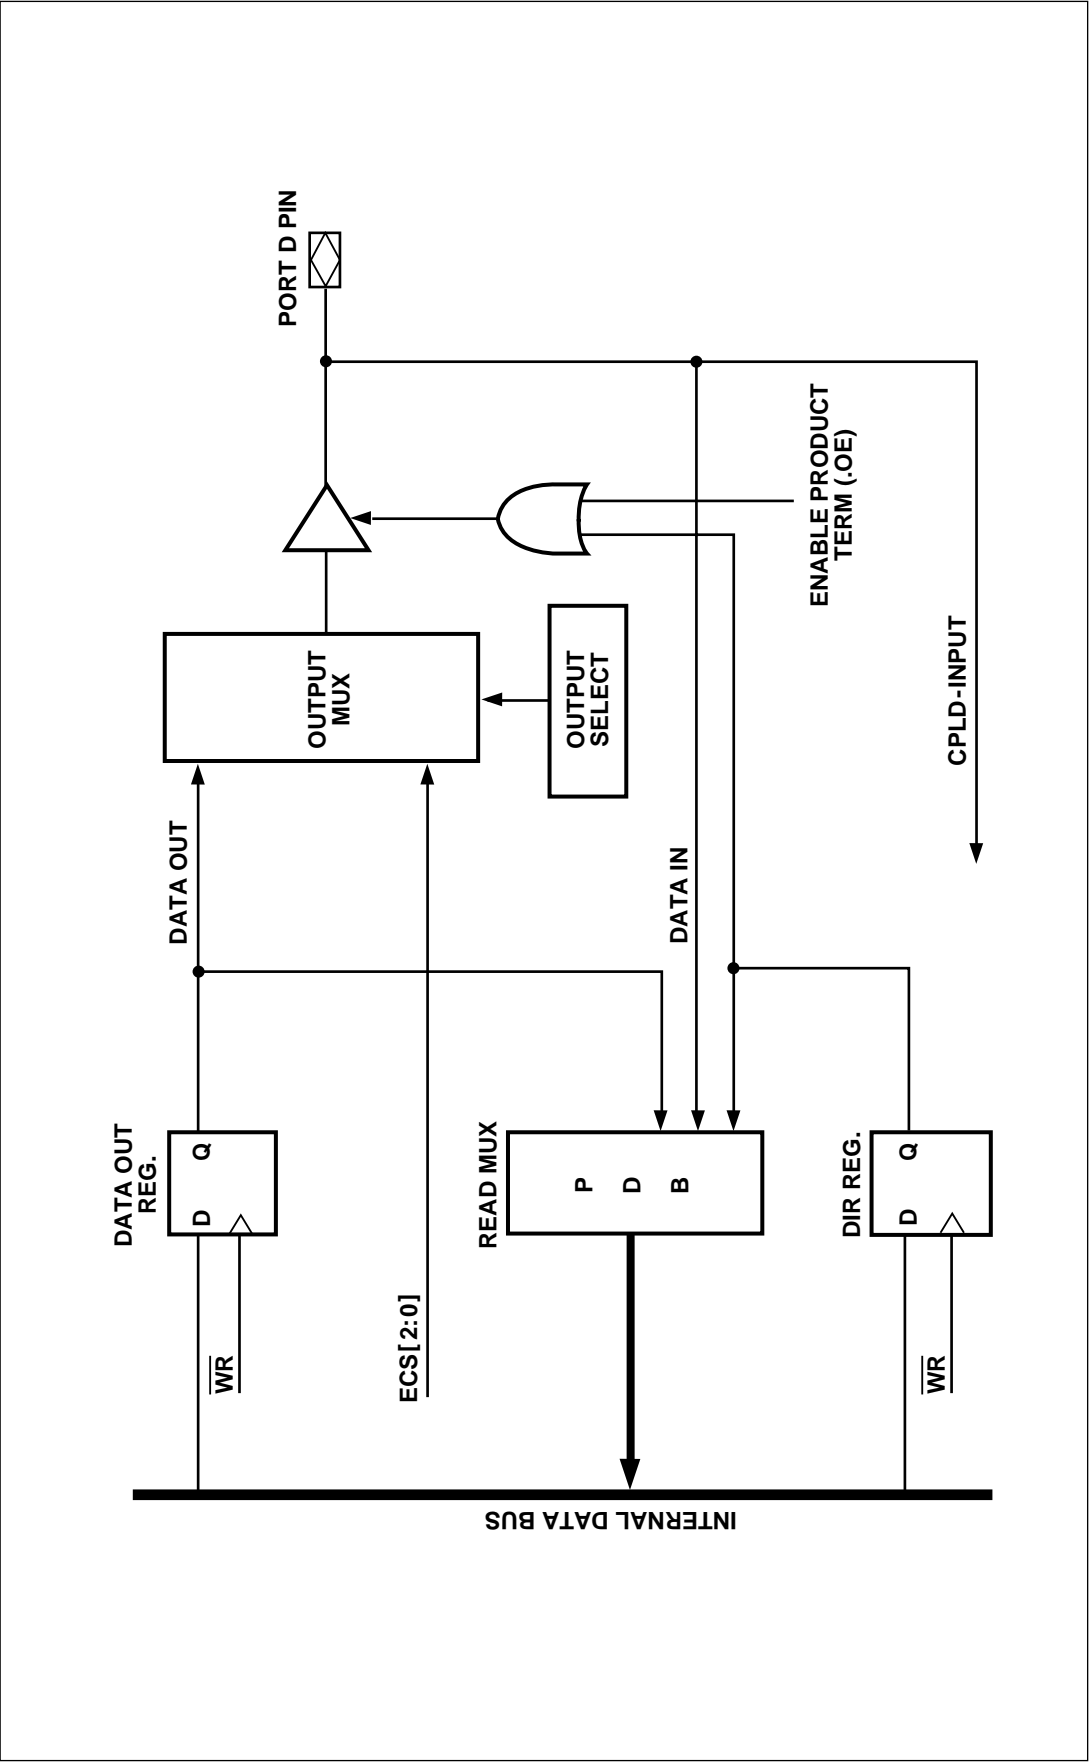 DATA OUT
REG.
D
Q
WR
DATA OUT
ECS[2:0]
OUTPUT
MUX
PORT D PIN
OUTPUT
SELECT
READ MUX
P
D
B
DATA IN
ENABLE PRODUCT
TERM (.OE)
DIR REG.
D
Q
WR
CPLD-INPUT
INTERNAL DATA BUS